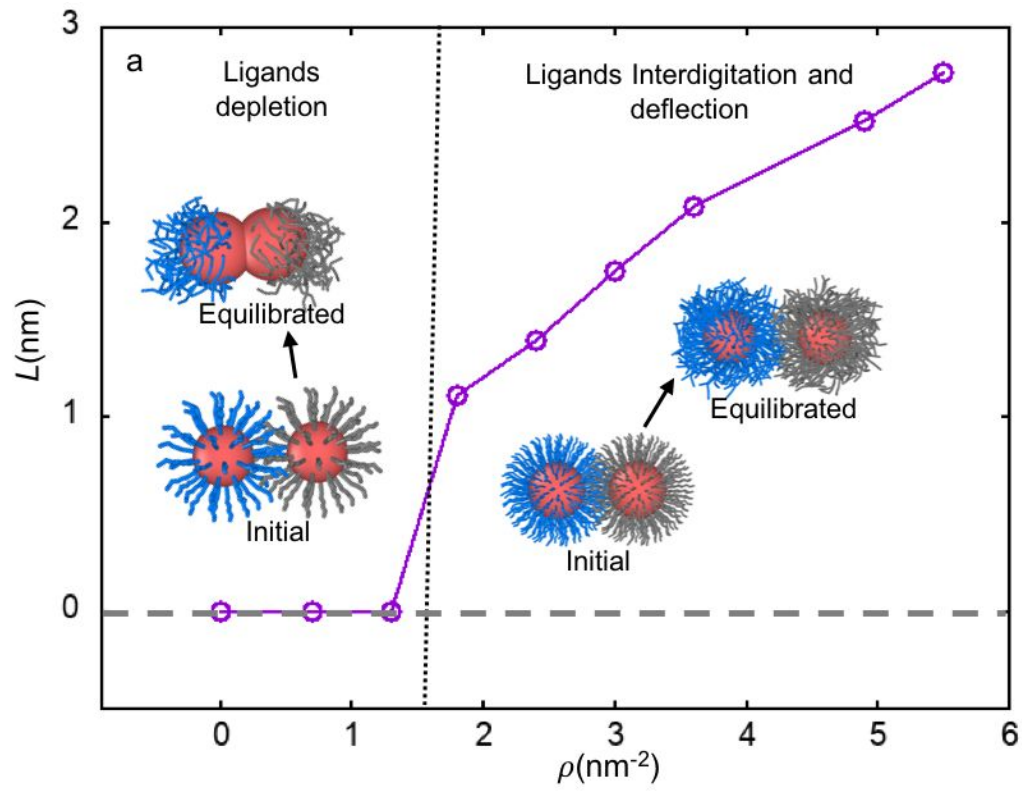 a
Ligands
depletion
Ligands Interdigitation and
deflection
Equilibrated
Initial
Equilibrated
Initial
L(nm)
3
2
1
0
0 1 2 3 4 5 6
ρ(nm⁻²)